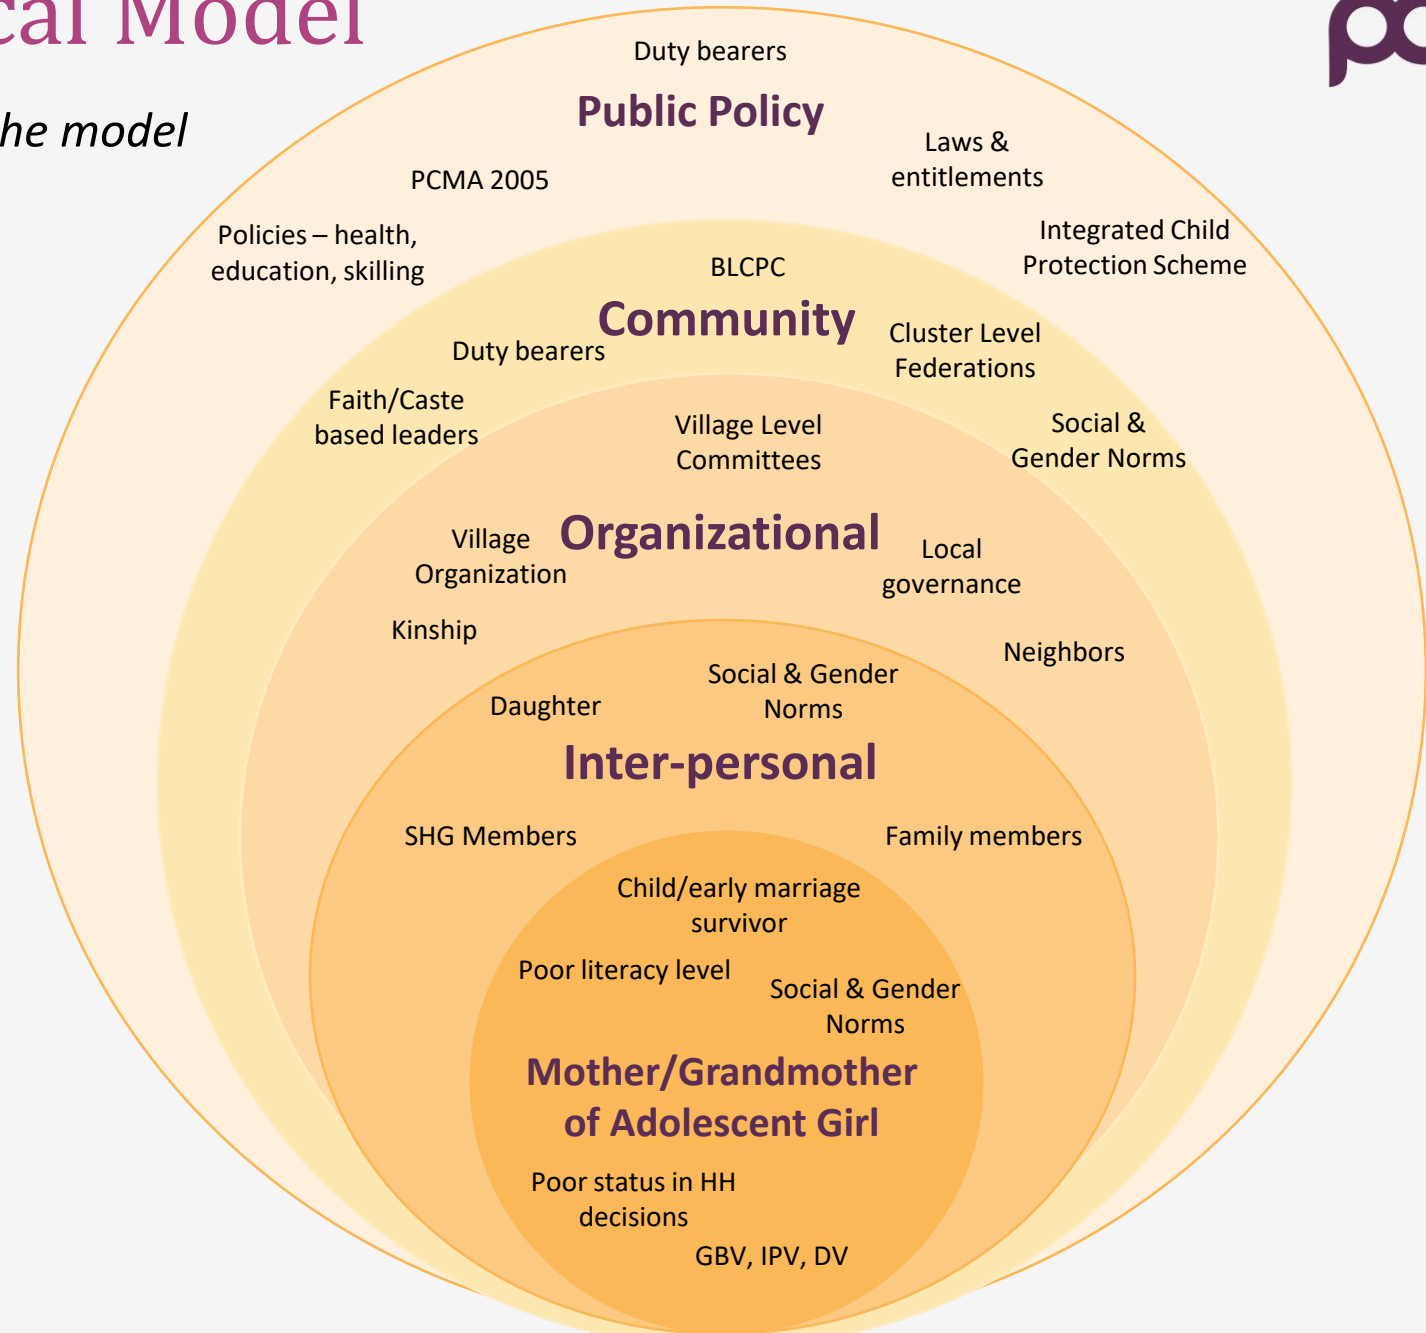 cal Model
he model
Duty bearers
Public Policy
Laws &
entitlements
PCMA 2005
Policies – health,
education, skilling
Integrated Child
Protection Scheme
BLCPC
Community
Cluster Level
Federations
Duty bearers
Faith/Caste
based leaders
Social &
Gender Norms
Village Level
Committees
Organizational
Village
Organization
Local
governance
Kinship
Neighbors
Social & Gender
Norms
Daughter
Inter-personal
SHG Members
Family members
Child/early marriage
survivor
Poor literacy level
Social & Gender
Norms
Mother/Grandmother
of Adolescent Girl
Poor status in HH
decisions
GBV, IPV, DV